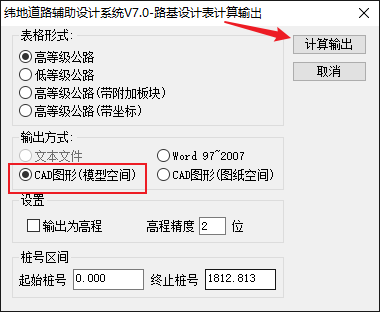 纬地道路辅助设计系统V7.0-路基设计表计算输出
表格形式:
高等级公路
低等级公路
高等级公路(带附加板块)
高等级公路(带坐标)
计算输出
取消
输出方式:
文本文件 Word 97~2007
CAD图形(模型空间) CAD图形(图纸空间)
设置
输出为高程 高程精度 2 位
桩号区间
起始桩号 0.000 终止桩号 1812.813